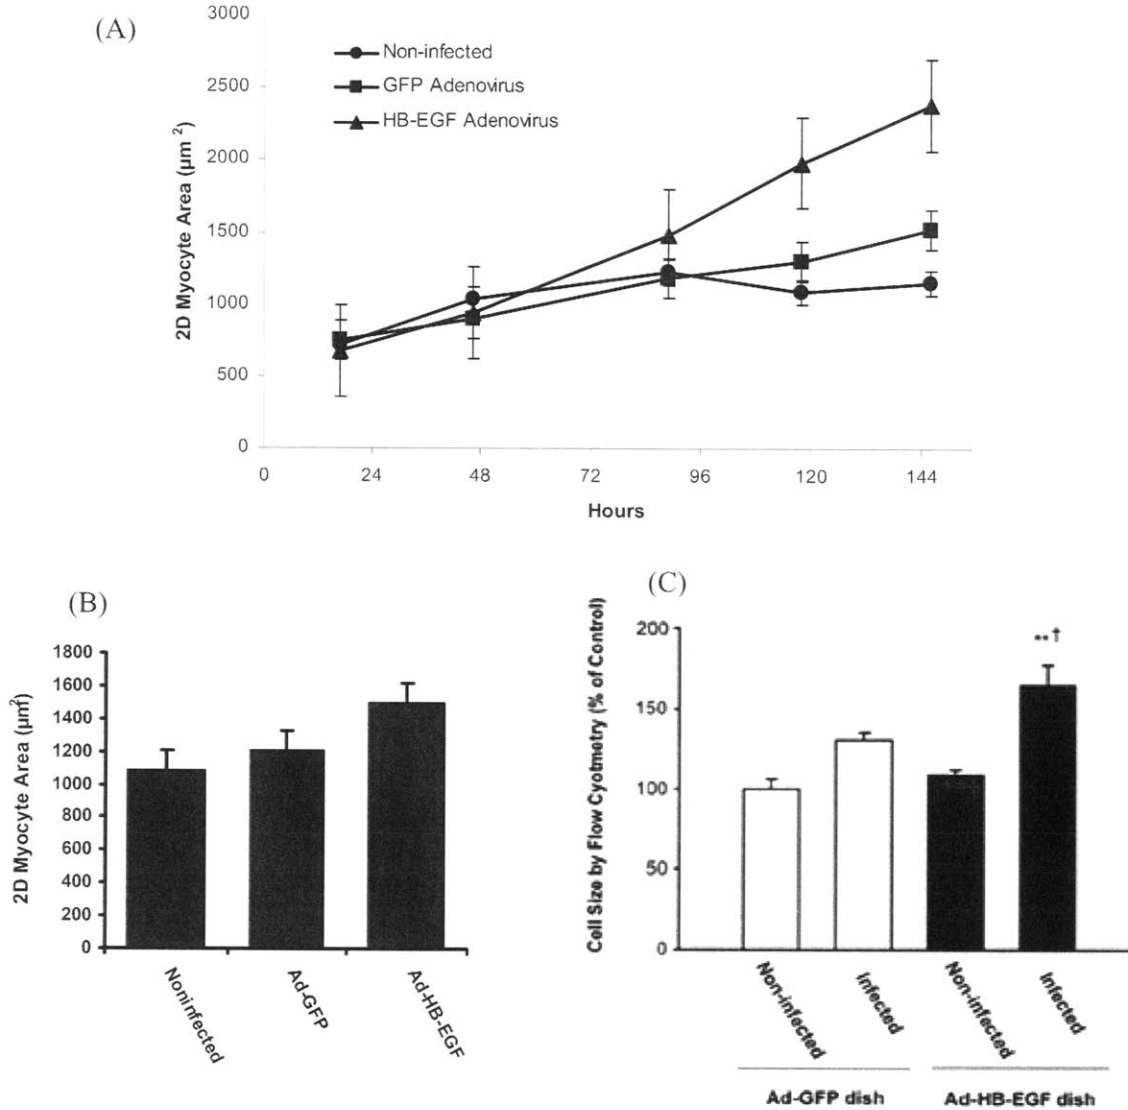 (A)
3000
2500
2000
1500
1000
500
0
2D Myocyte Area (µm ²)
Non-infected
GFP Adenovirus
HB-EGF Adenovirus
0 24 48 72 96 120 144
Hours
(B)
1800
1600
1400
1200
1000
800
600
400
200
0
2D Myocyte Area (µm²)
Noninfected
Ad-GFP
Ad-HB-EGF
(C)
200
150
100
50
0
Cell Size by Flow Cyotmetry (% of Control)
**†
Non-infected
Infected
Non-infected
Infected
Ad-GFP dish
Ad-HB-EGF dish